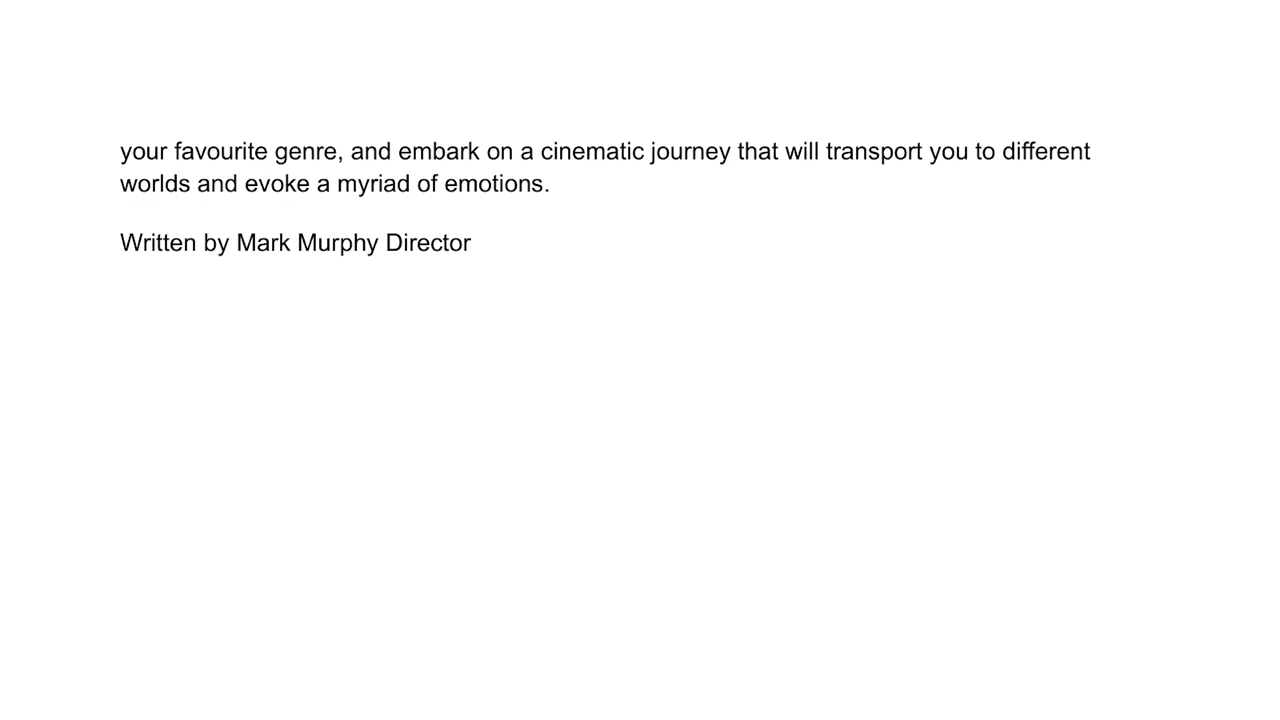 your favourite genre, and embark on a cinematic journey that will transport you to different
worlds and evoke a myriad of emotions.
Written by Mark Murphy Director